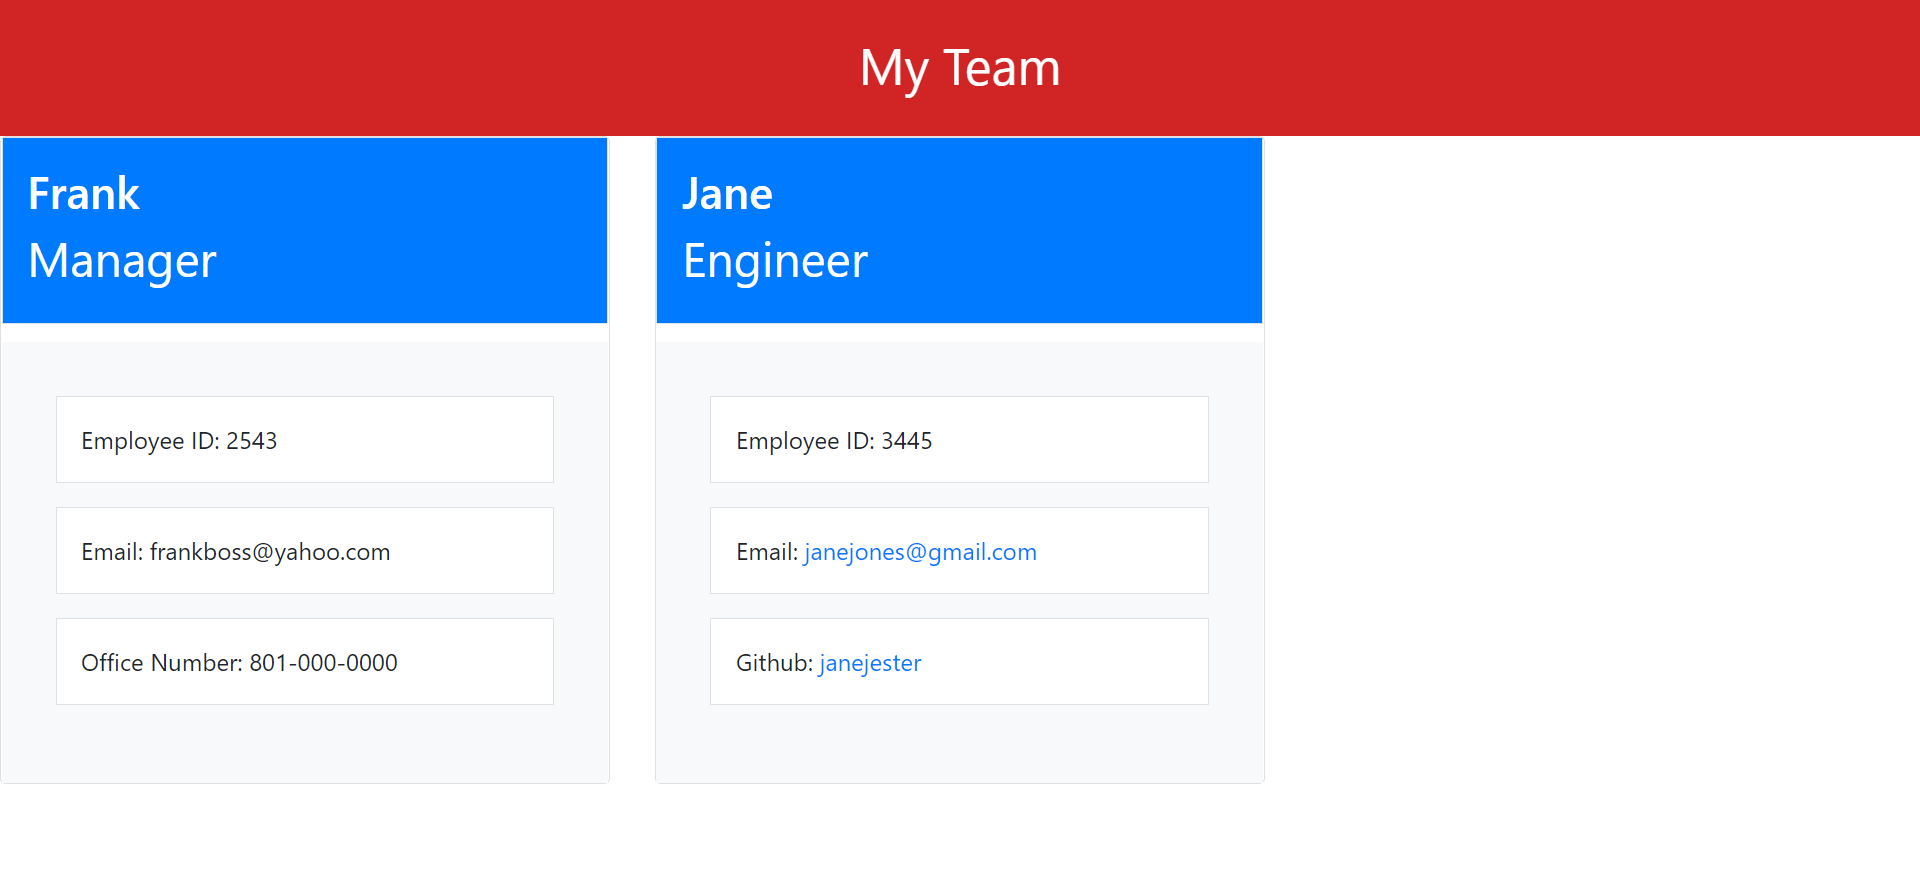 My Team
Frank
Manager
Employee ID: 2543
Email: frankboss@yahoo.com
Office Number: 801-000-0000
Jane
Engineer
Employee ID: 3445
Email: janejones@gmail.com
Github: janejester